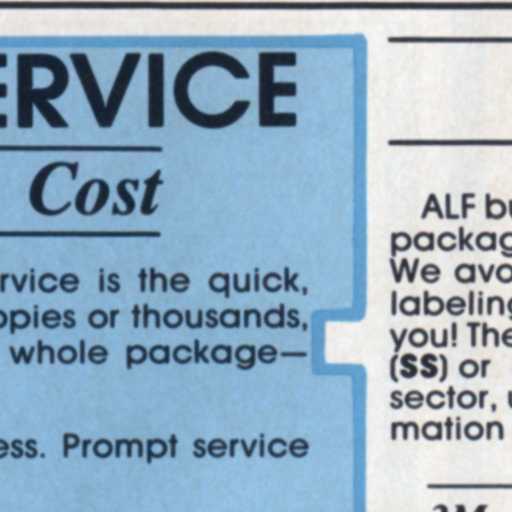 ERVICE
Cost
rvice is the quick,
opies or thousands,
whole package—
ess. Prompt service
ALF bu
packag
We avo
labeling
you! The
(SS) or
sector, u
mation
3M